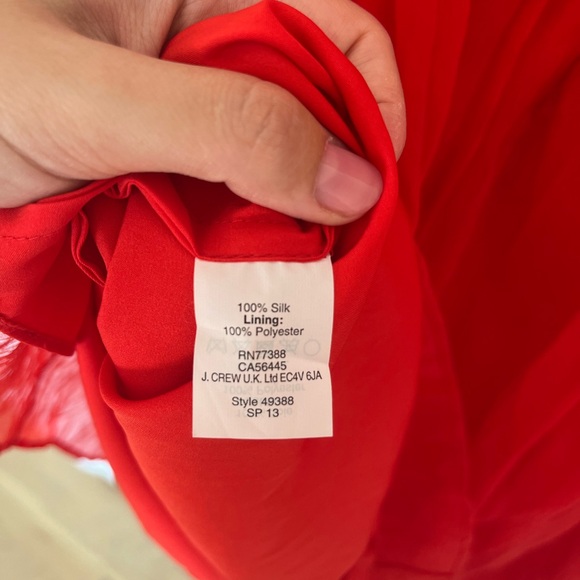 100% Silk
Lining:
100% Polyester
RN77388
CA56445
J. CREW U.K. Ltd EC4V 6JA
Style 49388
SP 13